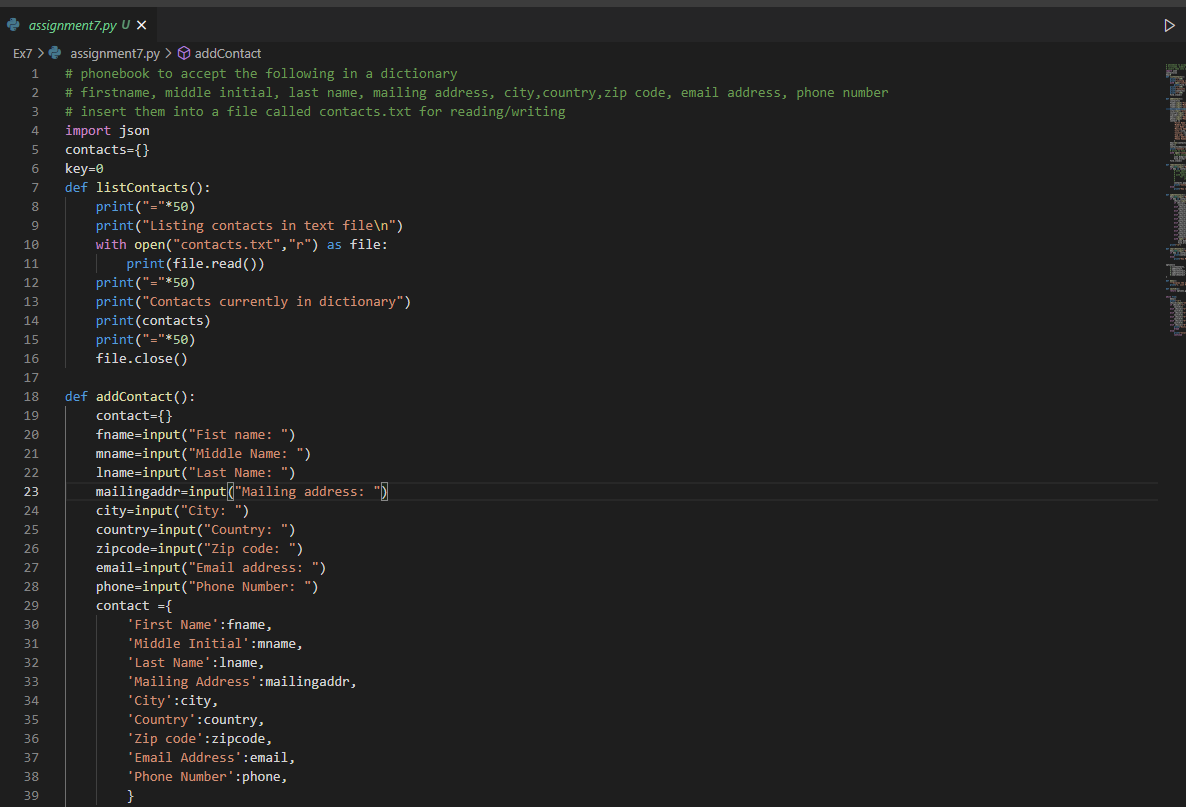 assignment7.py U
Ex7 > assignment7.py > addContact
1 # phonebook to accept the following in a dictionary
2 # firstname, middle initial, last name, mailing address, city,country,zip code, email address, phone number
3 # insert them into a file called contacts.txt for reading/writing
4 import json
5 contacts={}
6 key=0
7 def listContacts():
8     print("="*50)
9     print("Listing contacts in text file\n")
10     with open("contacts.txt","r") as file:
11         print(file.read())
12     print("="*50)
13     print("Contacts currently in dictionary")
14     print(contacts)
15     print("="*50)
16     file.close()
17
18 def addContact():
19     contact={}
20     fname=input("Fist name: ")
21     mname=input("Middle Name: ")
22     lname=input("Last Name: ")
23     mailingaddr=input("Mailing address: ")
24     city=input("City: ")
25     country=input("Country: ")
26     zipcode=input("Zip code: ")
27     email=input("Email address: ")
28     phone=input("Phone Number: ")
29     contact ={
30         'First Name':fname,
31         'Middle Initial':mname,
32         'Last Name':lname,
33         'Mailing Address':mailingaddr,
34         'City':city,
35         'Country':country,
36         'Zip code':zipcode,
37         'Email Address':email,
38         'Phone Number':phone,
39         }